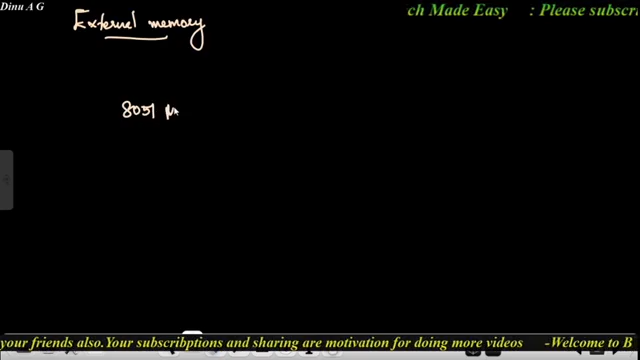 Dinu A G
ch Made Easy : Please subscri
External memory
8051 μ
your friends also.Your subscribptions and sharing are motivation for doing more videos -Welcome to B